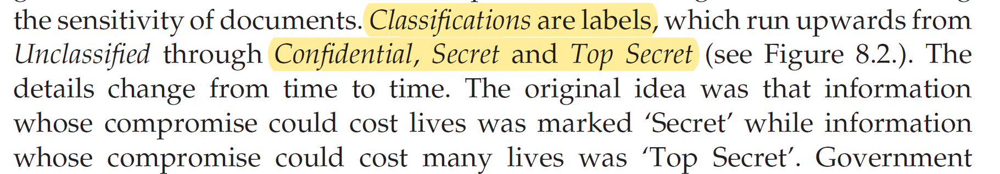 the sensitivity of documents. Classifications are labels, which run upwards from
Unclassified through Confidential, Secret and Top Secret (see Figure 8.2.). The
details change from time to time. The original idea was that information
whose compromise could cost lives was marked ‘Secret’ while information
whose compromise could cost many lives was ‘Top Secret’. Government